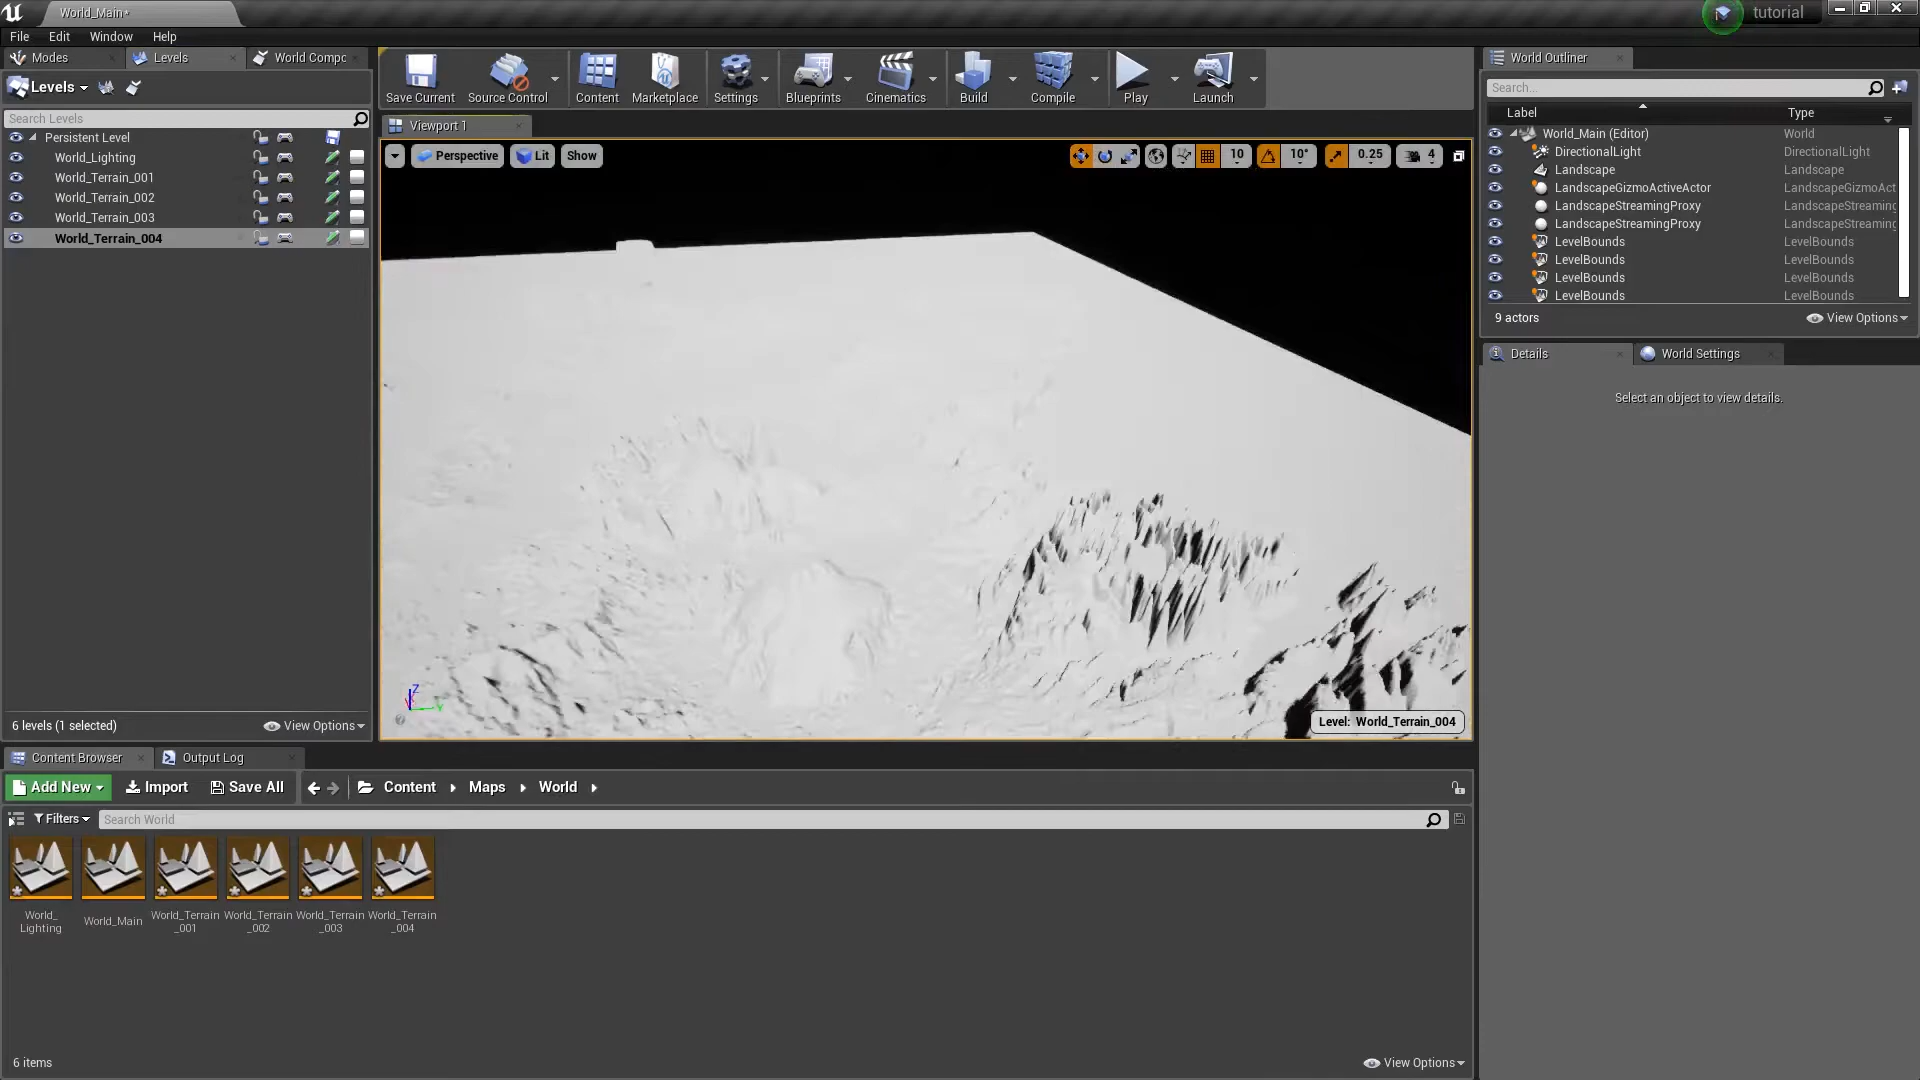 World_Main*
tutorial
File Edit Window Help
Modes
Levels
World Compc
Levels
Search Levels
Persistent Level
World_Lighting
World_Terrain_001
World_Terrain_002
World_Terrain_003
World_Terrain_004
6 levels (1 selected)
View Options
Save Current
Source Control
Content
Marketplace
Settings
Blueprints
Cinematics
Build
Compile
Play
Launch
Viewport 1
Perspective
Lit
Show
10
10°
0.25
4
Z
Y
Level: World_Terrain_004
World Outliner
Search...
Label Type
World_Main (Editor) World
DirectionalLight DirectionalLight
Landscape Landscape
LandscapeGizmoActiveActor LandscapeGizmoAct
LandscapeStreamingProxy LandscapeStreaming
LandscapeStreamingProxy LandscapeStreaming
LevelBounds LevelBounds
LevelBounds LevelBounds
LevelBounds LevelBounds
LevelBounds LevelBounds
9 actors
View Options
Details
World Settings
Select an object to view details.
Content Browser
Output Log
Add New
Import
Save All
Content
Maps
World
Filters
Search World
World_
Lighting
World_Main
World_Terrain
_001
World_Terrain
_002
World_Terrain
_003
World_Terrain
_004
6 items
View Options